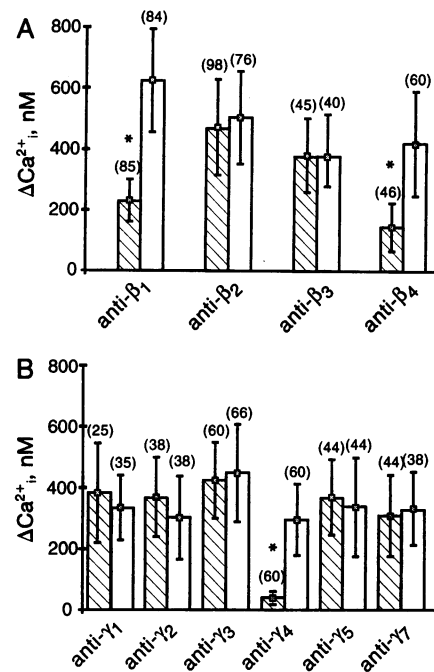 A
800
600
400
200
0
ΔCa²⁺ᵢ, nM
(84)
*
(85)
(98)
(76)
(45)
(40)
(60)
*
(46)
anti-β₁
anti-β₂
anti-β₃
anti-β₄
B
800
600
400
200
0
ΔCa²⁺ᵢ, nM
(25)
(35)
(38)
(38)
(60)
(66)
(60)
*
(60)
(44)
(44)
(44)
(38)
anti-γ₁
anti-γ₂
anti-γ₃
anti-γ₄
anti-γ₅
anti-γ₇